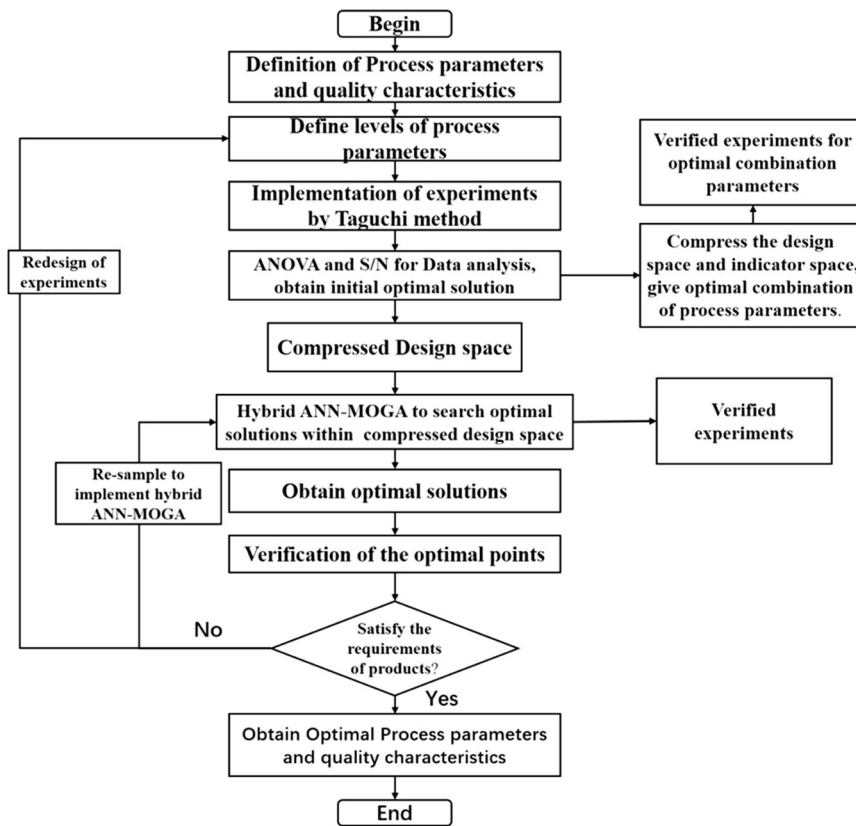 Begin
Definition of Process parameters
and quality characteristics
Define levels of process
parameters
Verified experiments for
optimal combination
parameters
Implementation of experiments
by Taguchi method
Redesign of
experiments
ANOVA and S/N for Data analysis,
obtain initial optimal solution
Compress the design
space and indicator space,
give optimal combination
of process parameters.
Compressed Design space
Hybrid ANN-MOGA to search optimal
solutions within compressed design space
Verified
experiments
Re-sample to
implement hybrid
ANN-MOGA
Obtain optimal solutions
Verification of the optimal points
No
Satisfy the
requirements
of products?
Yes
Obtain Optimal Process parameters
and quality characteristics
End